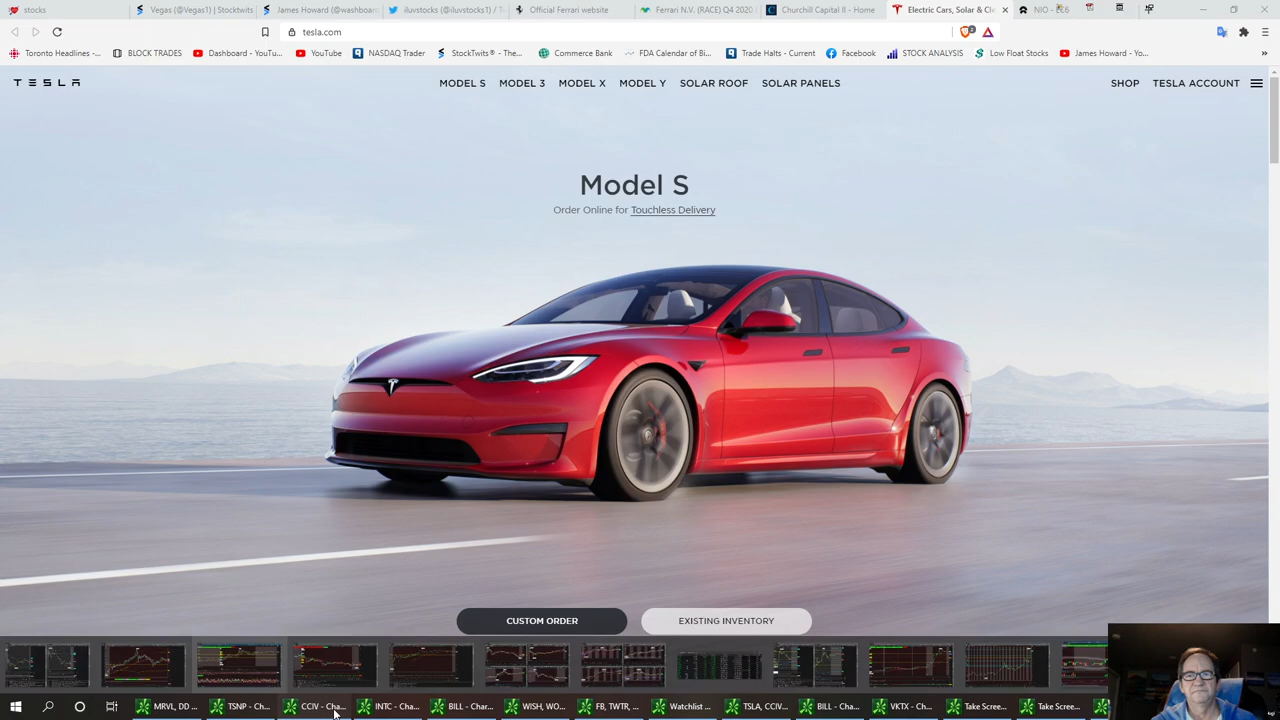 stocks
Vegas (@Vegas1) | Stocktwits
James Howard (@washboard
iluvstocks (@iluvstocks1) / Tw
Official Ferrari website
Ferrari N.V. (RACE) Q4 2020
Churchill Capital II - Home
Electric Cars, Solar & Cle
NIO - EC6
tesla.com
Toronto Headlines -...
BLOCK TRADES
Dashboard - YouTu...
YouTube
NASDAQ Trader
StockTwits® - The...
Commerce Bank
FDA Calendar of Bi...
Trade Halts - Current
Facebook
STOCK ANALYSIS
Low Float Stocks
James Howard - Yo...
TESLA
MODEL S MODEL 3 MODEL X MODEL Y SOLAR ROOF SOLAR PANELS
SHOP TESLA ACCOUNT
Model S
Order Online for Touchless Delivery
CUSTOM ORDER
EXISTING INVENTORY
MRVL, DD ...
TSNP - Ch...
CCIV - Cha...
INTC - Cha...
BILL - Char...
WISH, WO...
FB, TWTR, ...
Watchlist ...
TSLA, CCIV...
BILL - Char...
VKTX - Cha...
Take Scree...
Take Scree...